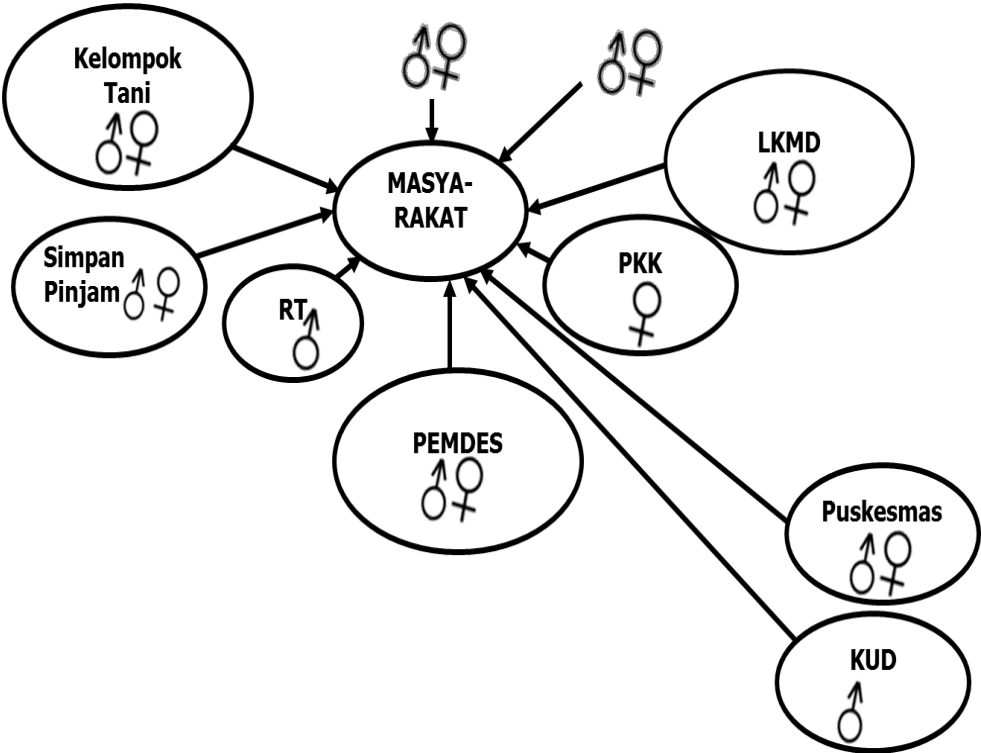 Kelompok
Tani
MASYA-
RAKAT
LKMD
Simpan
Pinjam
PKK
RT
PEMDES
Puskesmas
KUD